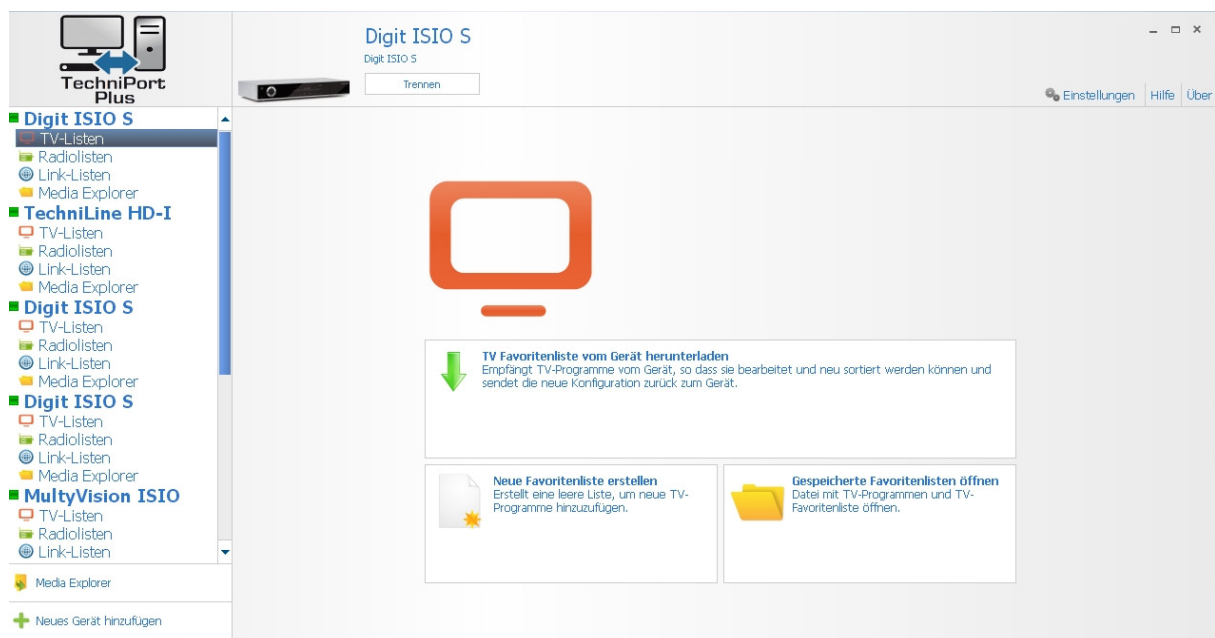 TechniPort
Plus
Digit ISIO S
Digit ISIO S
Trennen
Einstellungen
Hilfe
Über
Digit ISIO S
TV-Listen
Radiolisten
Link-Listen
Media Explorer
TechniLine HD-I
TV-Listen
Radiolisten
Link-Listen
Media Explorer
Digit ISIO S
TV-Listen
Radiolisten
Link-Listen
Media Explorer
Digit ISIO S
TV-Listen
Radiolisten
Link-Listen
Media Explorer
MultyVision ISIO
TV-Listen
Radiolisten
Link-Listen
Media Explorer
Neues Gerät hinzufügen
TV Favoritenliste vom Gerät herunterladen
Empfängt TV-Programme vom Gerät, so dass sie bearbeitet und neu sortiert werden können und
sendet die neue Konfiguration zurück zum Gerät.
Neue Favoritenliste erstellen
Erstellt eine leere Liste, um neue TV-
Programme hinzuzufügen.
Gespeicherte Favoritenlisten öffnen
Datei mit TV-Programmen und TV-
Favoritenliste öffnen.